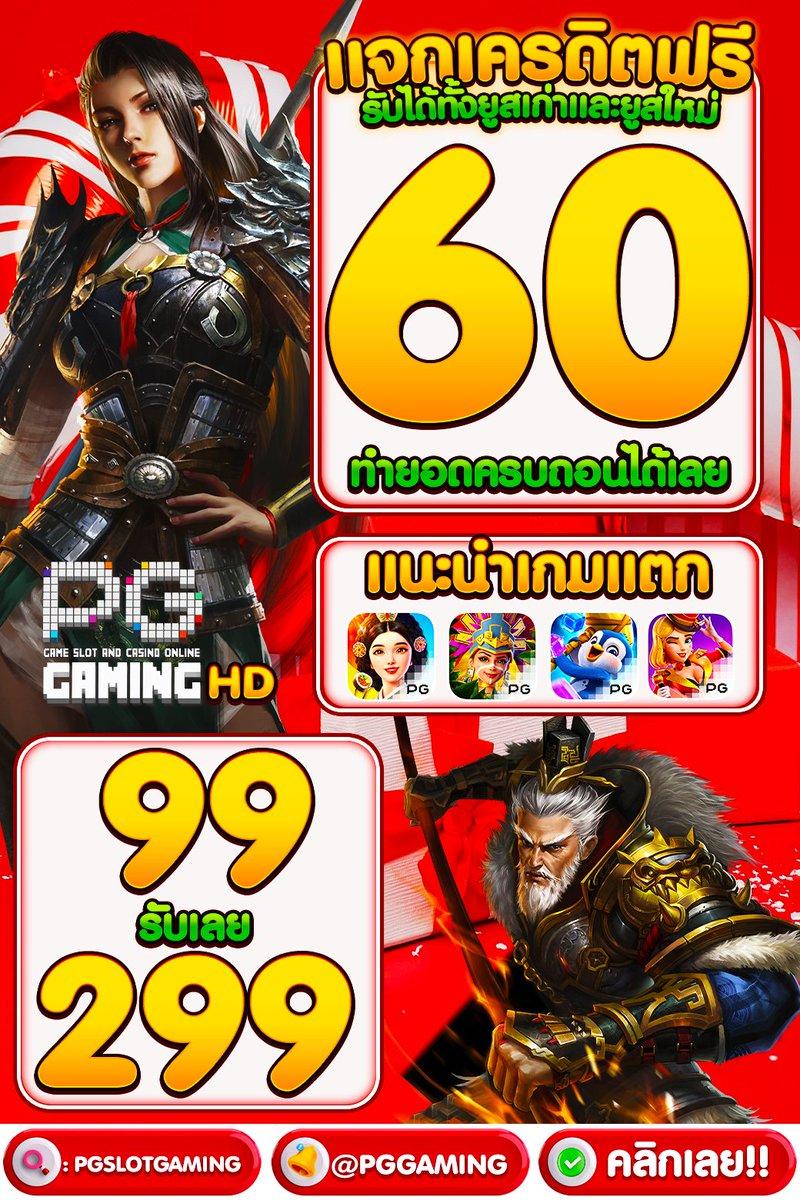 แจกเครดิตฟรี
รับได้ทั้งยูสเก่าและยูสใหม่
60
ทำยอดครบถอนได้เลย
PG
GAME SLOT AND CASINO ONLINE
GAMING HD
แนะนำเกมแตก
PG PG PG PG
99
รับเลย
299
: PGSLOTGAMING
@PGGAMING
คลิกเลย!!